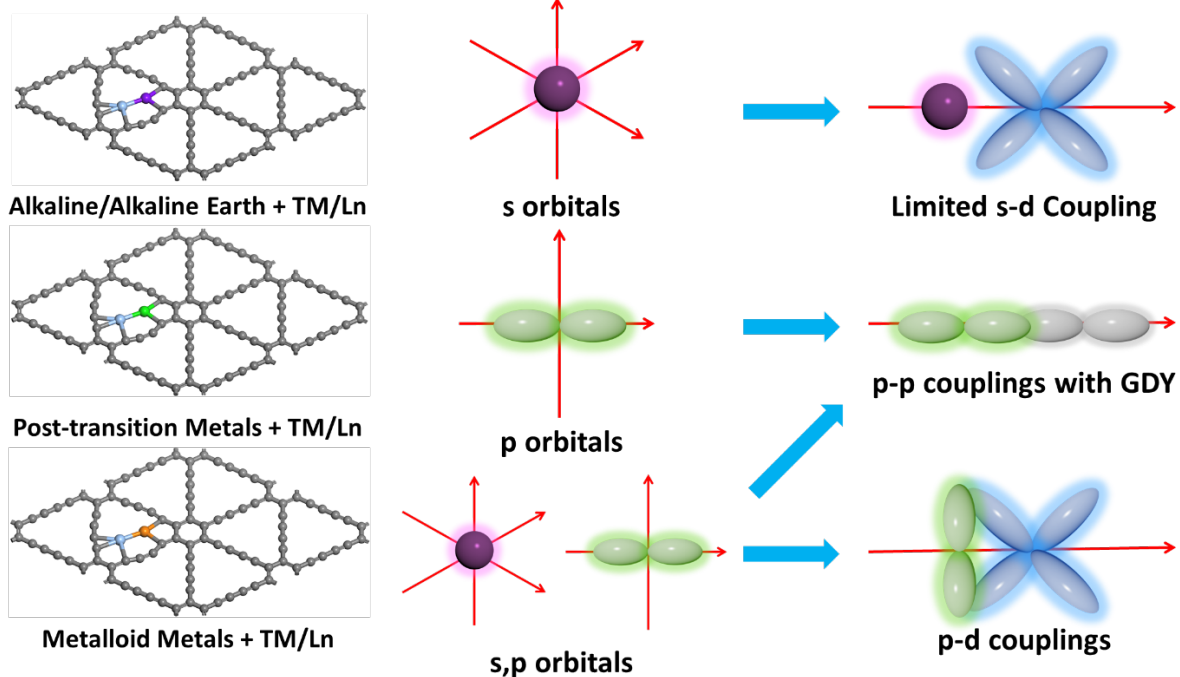 Alkaline/Alkaline Earth + TM/Ln
s orbitals
Limited s-d Coupling
Post-transition Metals + TM/Ln
p orbitals
p-p couplings with GDY
Metalloid Metals + TM/Ln
s,p orbitals
p-d couplings